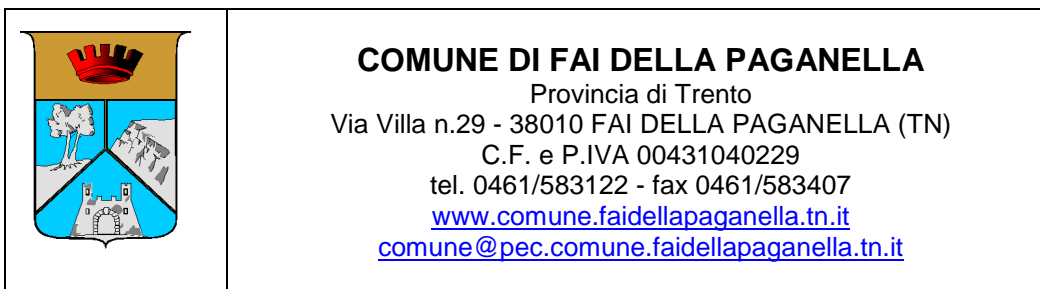 COMUNE DI FAI DELLA PAGANELLA
Provincia di Trento
Via Villa n.29 - 38010 FAI DELLA PAGANELLA (TN)
C.F. e P.IVA 00431040229
tel. 0461/583122 - fax 0461/583407
www.comune.faidellapaganella.tn.it
comune@pec.comune.faidellapaganella.tn.it